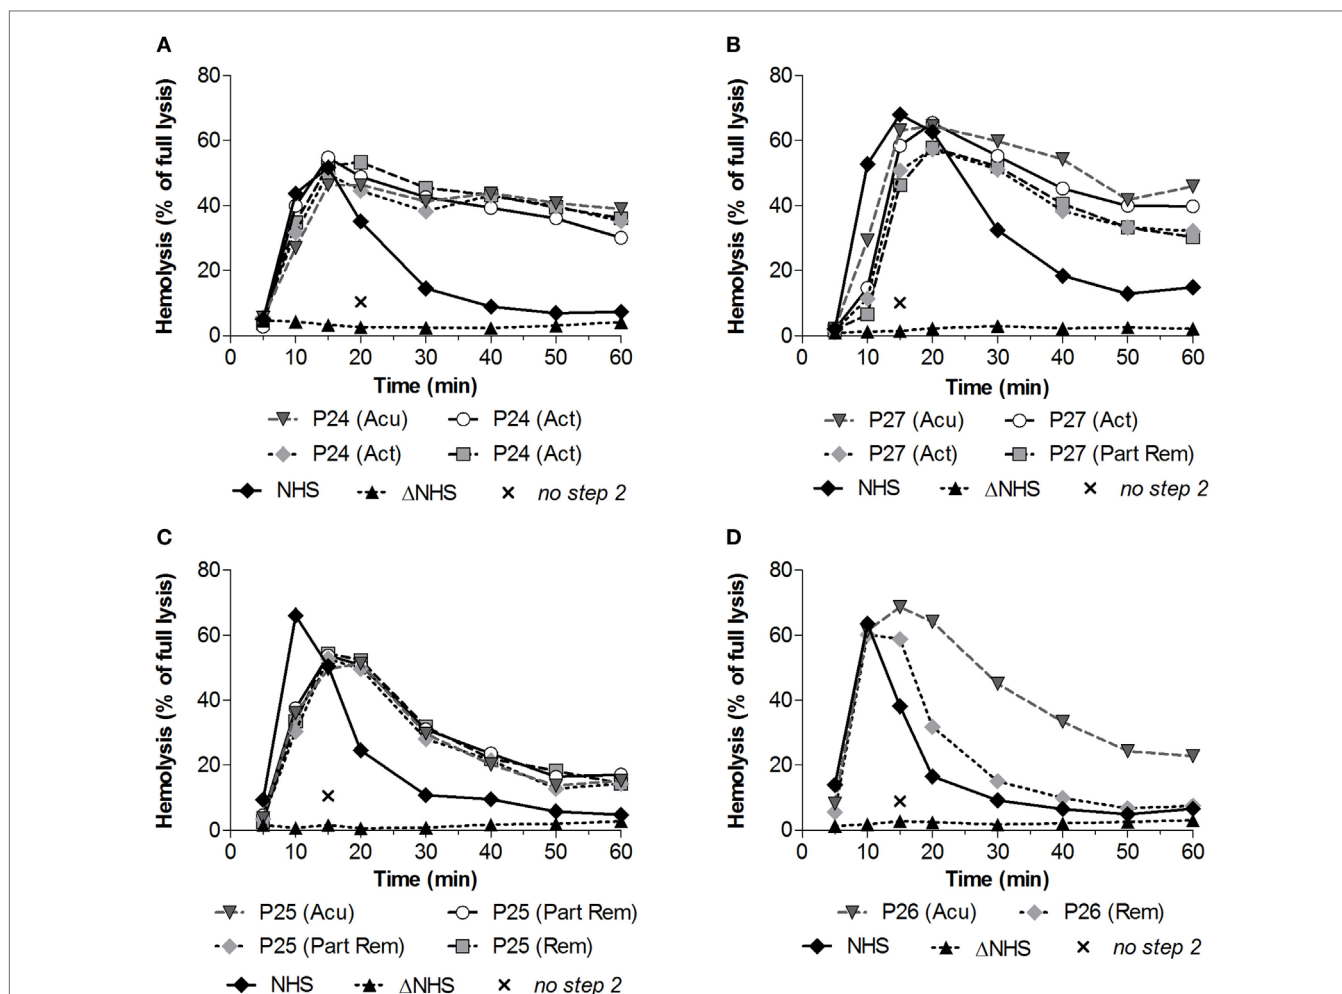 A
Hemolysis (% of full lysis)
80
60
40
20
0
0 10 20 30 40 50 60
Time (min)
P24 (Acu) P24 (Act)
P24 (Act) P24 (Act)
NHS ΔNHS no step 2
B
Hemolysis (% of full lysis)
80
60
40
20
0
0 10 20 30 40 50 60
Time (min)
P27 (Acu) P27 (Act)
P27 (Act) P27 (Part Rem)
NHS ΔNHS no step 2
C
Hemolysis (% of full lysis)
80
60
40
20
0
0 10 20 30 40 50 60
Time (min)
P25 (Acu) P25 (Part Rem)
P25 (Part Rem) P25 (Rem)
NHS ΔNHS no step 2
D
Hemolysis (% of full lysis)
80
60
40
20
0
0 10 20 30 40 50 60
Time (min)
P26 (Acu) P26 (Rem)
NHS ΔNHS no step 2